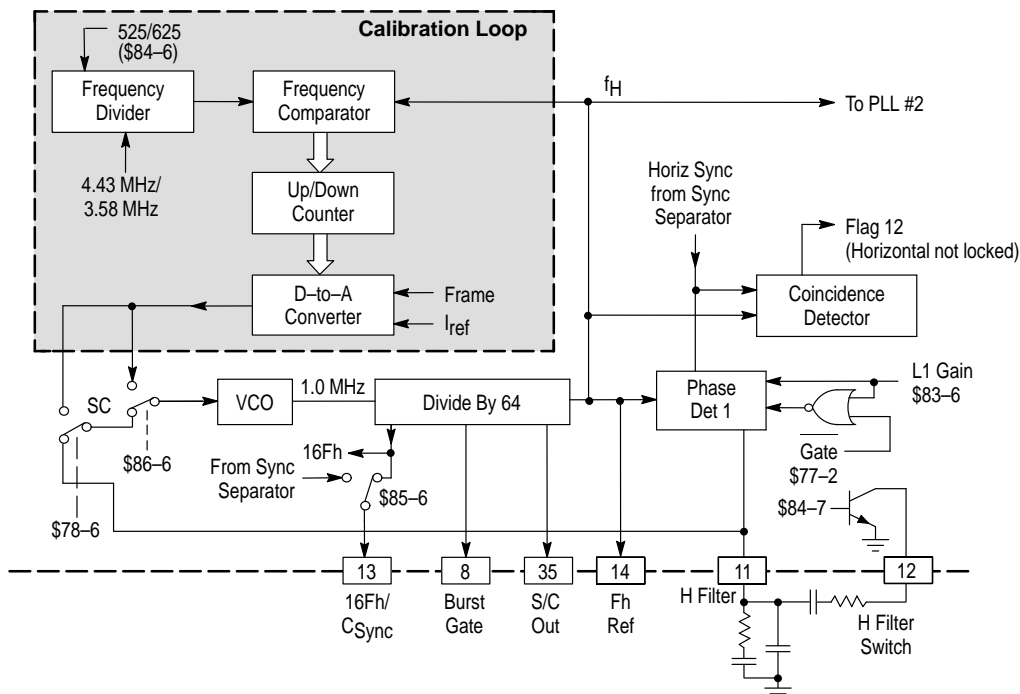 Calibration Loop
525/625
($84–6)
Frequency
Divider
Frequency
Comparator
fH
To PLL #2
4.43 MHz/
3.58 MHz
Up/Down
Counter
Horiz Sync
from Sync
Separator
Flag 12
(Horizontal not locked)
D–to–A
Converter
Frame
Iref
Coincidence
Detector
SC
VCO
1.0 MHz
Divide By 64
Phase
Det 1
L1 Gain
$83–6
$86–6
16Fh
From Sync
Separator
$85–6
Gate
$77–2
$78–6
$84–7
13
8
35
14
11
12
16Fh/
CSync
Burst
Gate
S/C
Out
Fh
Ref
H Filter
H Filter
Switch